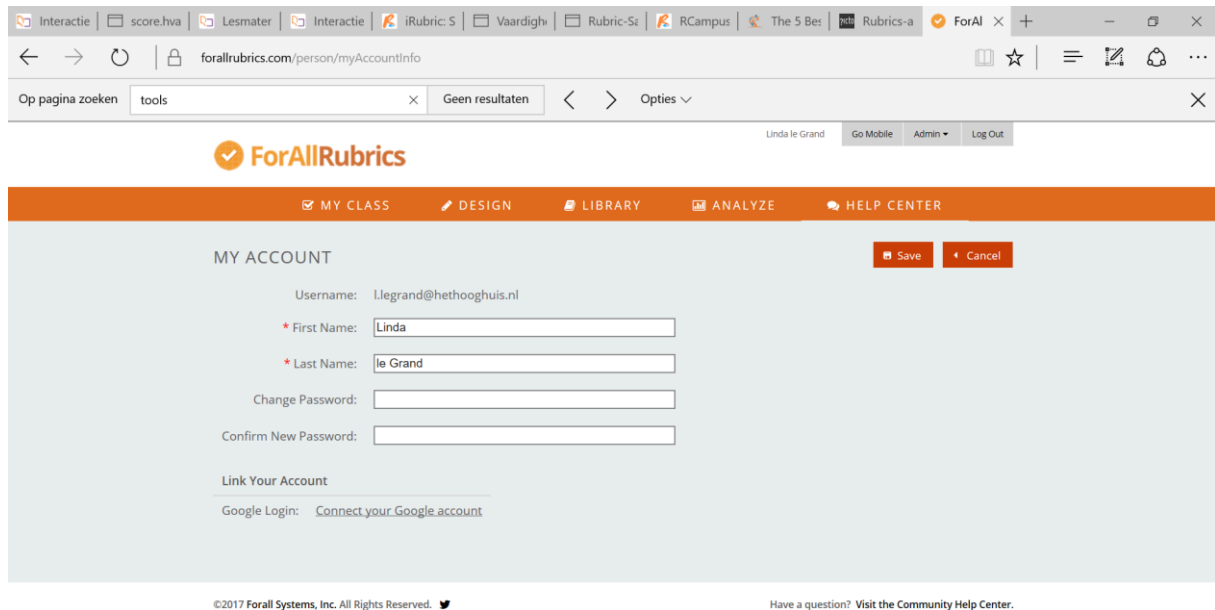 Interactie score.hva Lesmater Interactie iRubric: S Vaardigh Rubric-Sa RCampus The 5 Bes Rubrics-a ForAl
forallrubrics.com/person/myAccountInfo
Op pagina zoeken tools Geen resultaten Opties
Linda le Grand Go Mobile Admin Log Out
ForAllRubrics
MY CLASS DESIGN LIBRARY ANALYZE HELP CENTER
MY ACCOUNT Save Cancel
Username: l.legrand@hethooghuis.nl
* First Name: Linda
* Last Name: le Grand
Change Password:
Confirm New Password:
Link Your Account
Google Login: Connect your Google account
©2017 Forall Systems, Inc. All Rights Reserved. Have a question? Visit the Community Help Center.